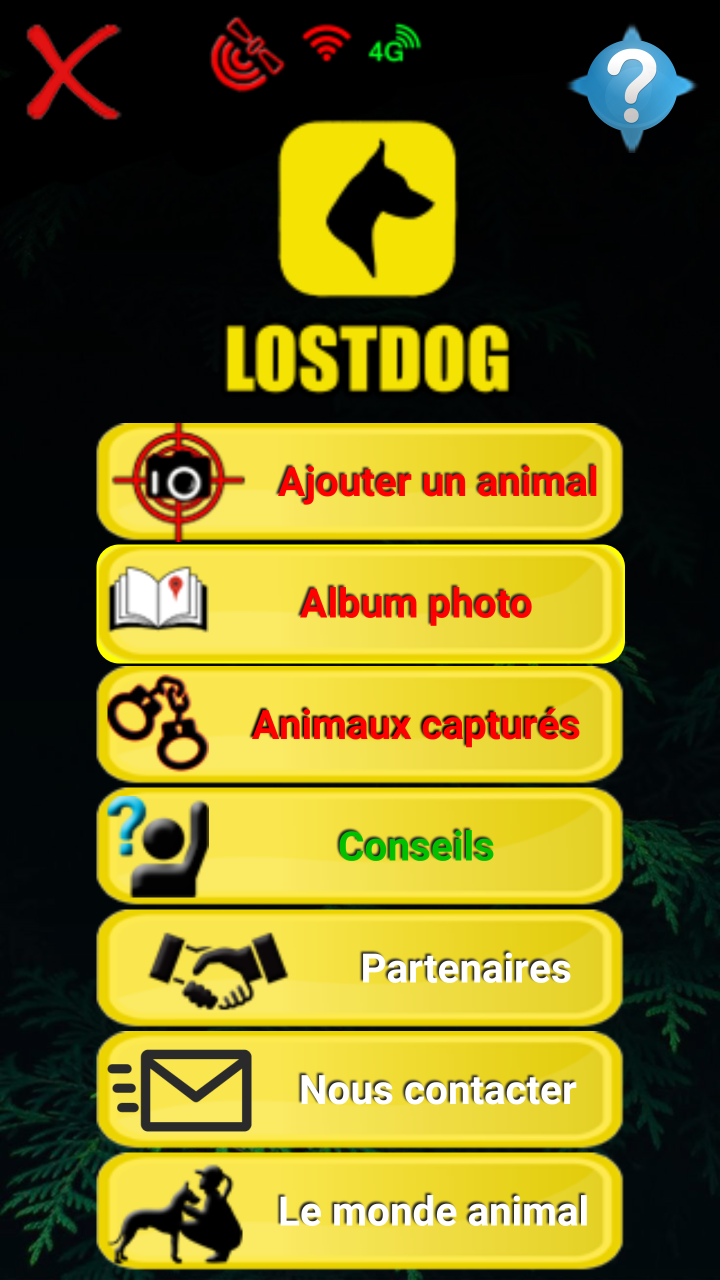 4G
?
LOSTDOG
Ajouter un animal
Album photo
Animaux capturés
?
Conseils
Partenaires
Nous contacter
Le monde animal